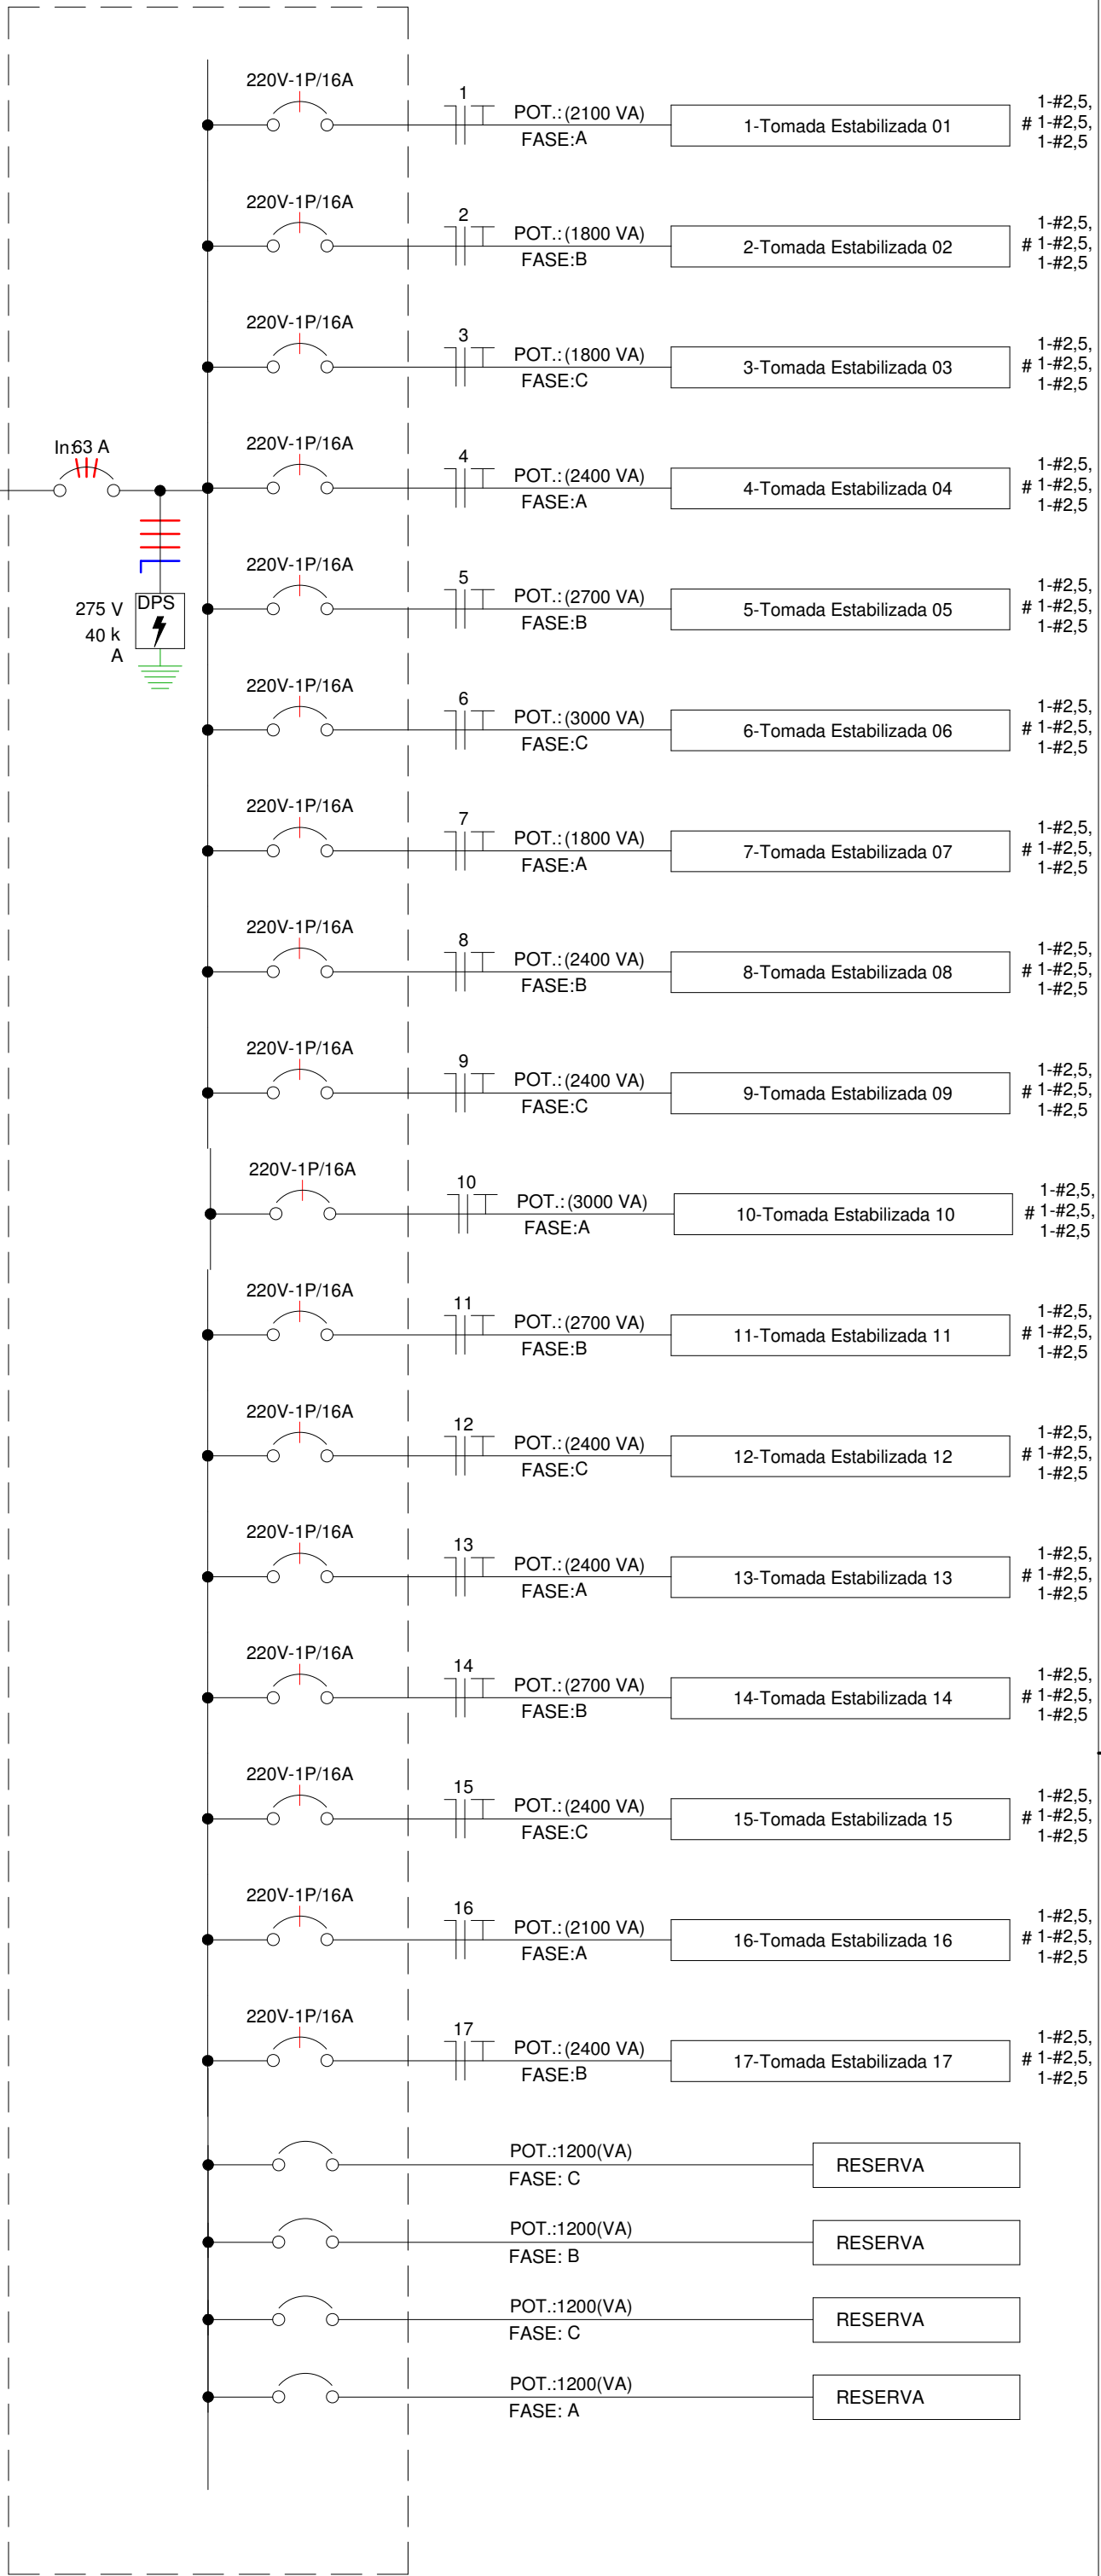 220V-1P/16A
1
POT.:(2100 VA)
FASE:A
1-Tomada Estabilizada 01
1-#2,5,
# 1-#2,5,
1-#2,5
220V-1P/16A
2
POT.:(1800 VA)
FASE:B
2-Tomada Estabilizada 02
1-#2,5,
# 1-#2,5,
1-#2,5
220V-1P/16A
3
POT.:(1800 VA)
FASE:C
3-Tomada Estabilizada 03
1-#2,5,
# 1-#2,5,
1-#2,5
In:63 A
220V-1P/16A
4
POT.:(2400 VA)
FASE:A
4-Tomada Estabilizada 04
1-#2,5,
# 1-#2,5,
1-#2,5
275 V
40 k
A
DPS
220V-1P/16A
5
POT.:(2700 VA)
FASE:B
5-Tomada Estabilizada 05
1-#2,5,
# 1-#2,5,
1-#2,5
220V-1P/16A
6
POT.:(3000 VA)
FASE:C
6-Tomada Estabilizada 06
1-#2,5,
# 1-#2,5,
1-#2,5
220V-1P/16A
7
POT.:(1800 VA)
FASE:A
7-Tomada Estabilizada 07
1-#2,5,
# 1-#2,5,
1-#2,5
220V-1P/16A
8
POT.:(2400 VA)
FASE:B
8-Tomada Estabilizada 08
1-#2,5,
# 1-#2,5,
1-#2,5
220V-1P/16A
9
POT.:(2400 VA)
FASE:C
9-Tomada Estabilizada 09
1-#2,5,
# 1-#2,5,
1-#2,5
220V-1P/16A
10
POT.:(3000 VA)
FASE:A
10-Tomada Estabilizada 10
1-#2,5,
# 1-#2,5,
1-#2,5
220V-1P/16A
11
POT.:(2700 VA)
FASE:B
11-Tomada Estabilizada 11
1-#2,5,
# 1-#2,5,
1-#2,5
220V-1P/16A
12
POT.:(2400 VA)
FASE:C
12-Tomada Estabilizada 12
1-#2,5,
# 1-#2,5,
1-#2,5
220V-1P/16A
13
POT.:(2400 VA)
FASE:A
13-Tomada Estabilizada 13
1-#2,5,
# 1-#2,5,
1-#2,5
220V-1P/16A
14
POT.:(2700 VA)
FASE:B
14-Tomada Estabilizada 14
1-#2,5,
# 1-#2,5,
1-#2,5
220V-1P/16A
15
POT.:(2400 VA)
FASE:C
15-Tomada Estabilizada 15
1-#2,5,
# 1-#2,5,
1-#2,5
220V-1P/16A
16
POT.:(2100 VA)
FASE:A
16-Tomada Estabilizada 16
1-#2,5,
# 1-#2,5,
1-#2,5
220V-1P/16A
17
POT.:(2400 VA)
FASE:B
17-Tomada Estabilizada 17
1-#2,5,
# 1-#2,5,
1-#2,5
POT.:1200(VA)
FASE: C
RESERVA
POT.:1200(VA)
FASE: B
RESERVA
POT.:1200(VA)
FASE: C
RESERVA
POT.:1200(VA)
FASE: A
RESERVA